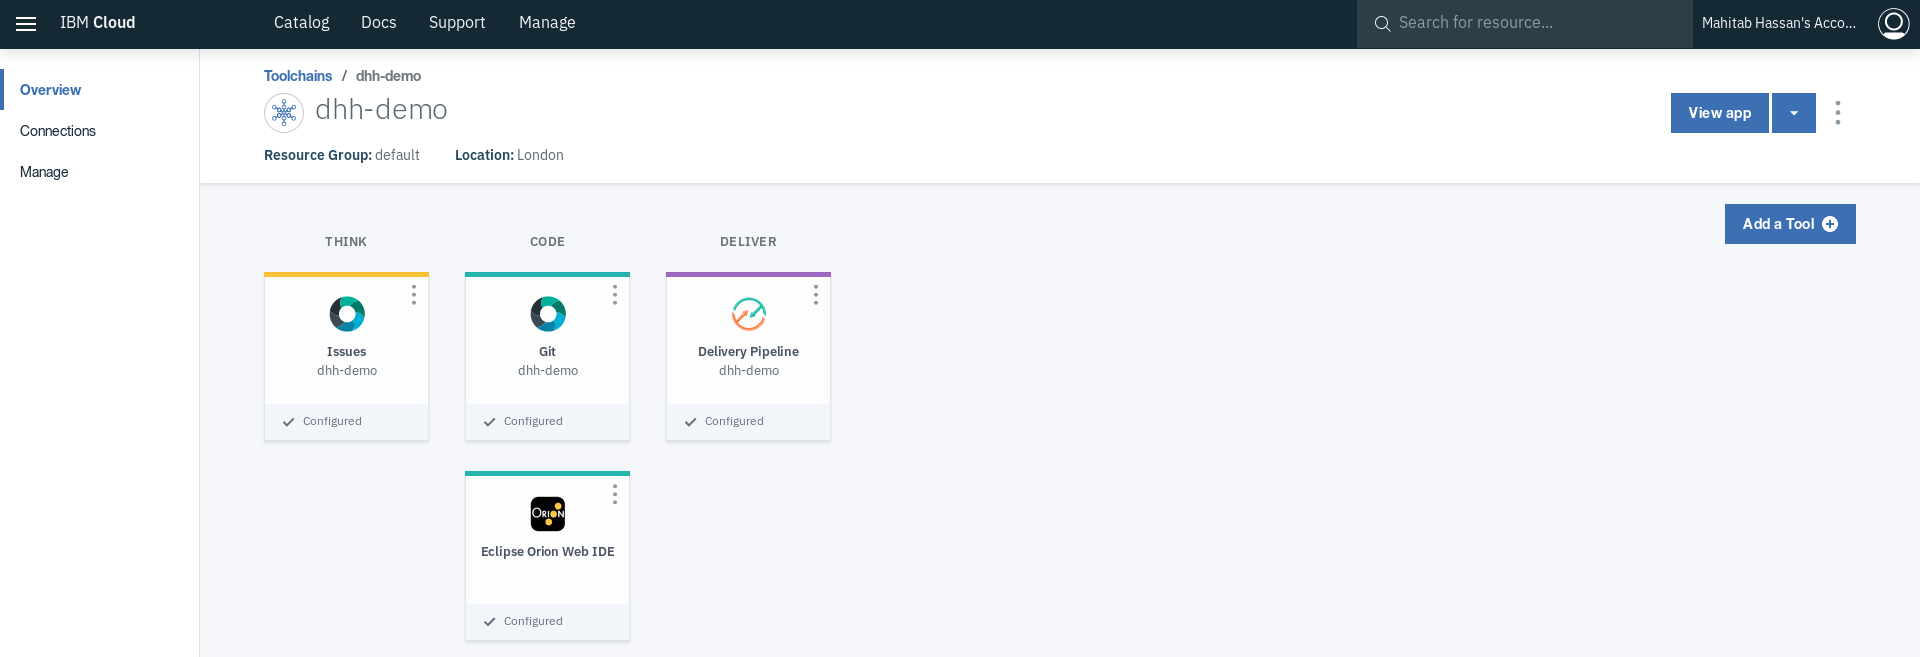 IBM Cloud Catalog Docs Support Manage Search for resource... Mahitab Hassan's Acco...
Overview
Connections
Manage
Toolchains / dhh-demo
dhh-demo
Resource Group: default Location: London
View app
Add a Tool
THINK CODE DELIVER
Issues
dhh-demo
Configured
Git
dhh-demo
Configured
Delivery Pipeline
dhh-demo
Configured
ORION
Eclipse Orion Web IDE
Configured